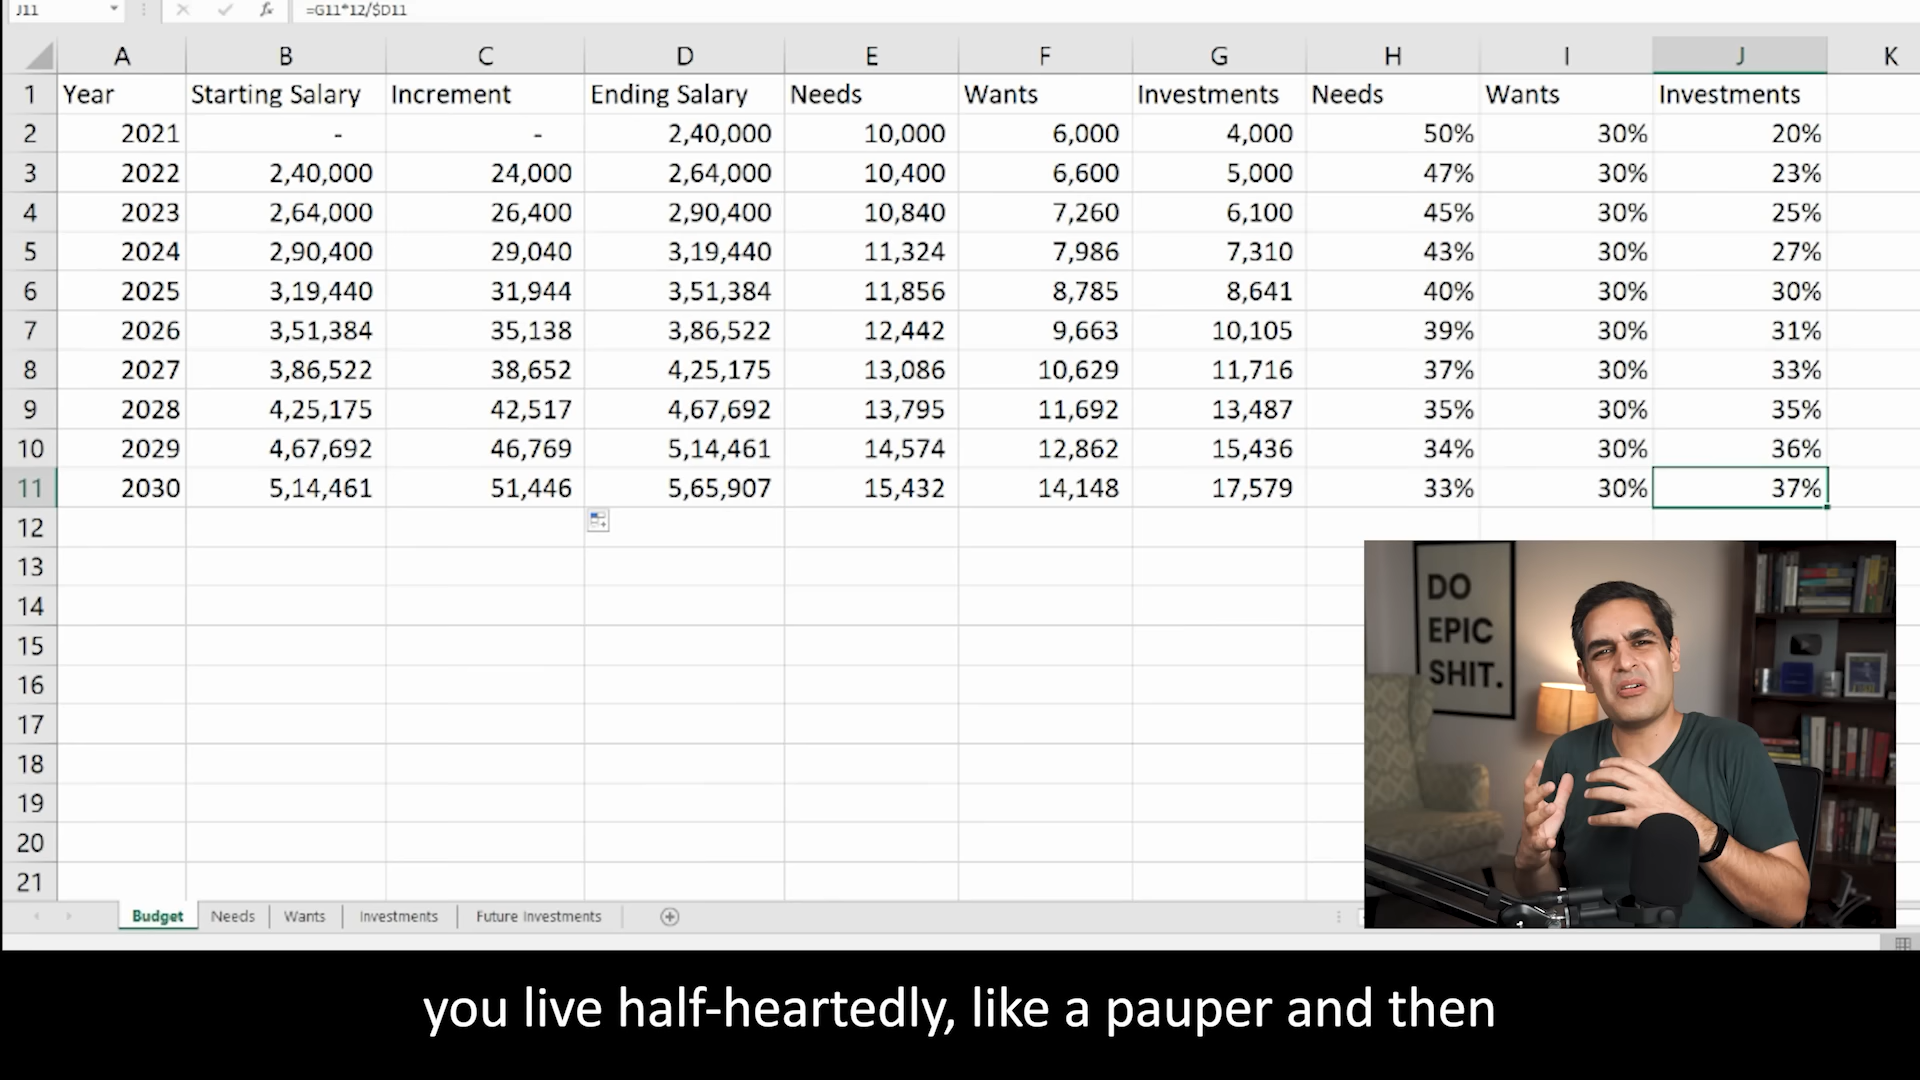 J11 fx =G11*12/$D11
A B C D E F G H I J K
1 Year Starting Salary Increment Ending Salary Needs Wants Investments Needs Wants Investments
2 2021 - - 2,40,000 10,000 6,000 4,000 50% 30% 20%
3 2022 2,40,000 24,000 2,64,000 10,400 6,600 5,000 47% 30% 23%
4 2023 2,64,000 26,400 2,90,400 10,840 7,260 6,100 45% 30% 25%
5 2024 2,90,400 29,040 3,19,440 11,324 7,986 7,310 43% 30% 27%
6 2025 3,19,440 31,944 3,51,384 11,856 8,785 8,641 40% 30% 30%
7 2026 3,51,384 35,138 3,86,522 12,442 9,663 10,105 39% 30% 31%
8 2027 3,86,522 38,652 4,25,175 13,086 10,629 11,716 37% 30% 33%
9 2028 4,25,175 42,517 4,67,692 13,795 11,692 13,487 35% 30% 35%
10 2029 4,67,692 46,769 5,14,461 14,574 12,862 15,436 34% 30% 36%
11 2030 5,14,461 51,446 5,65,907 15,432 14,148 17,579 33% 30% 37%
12
13
14
15
16
17
18
19
20
21
DO
EPIC
SHIT.
Budget Needs Wants Investments Future Investments
you live half-heartedly, like a pauper and then